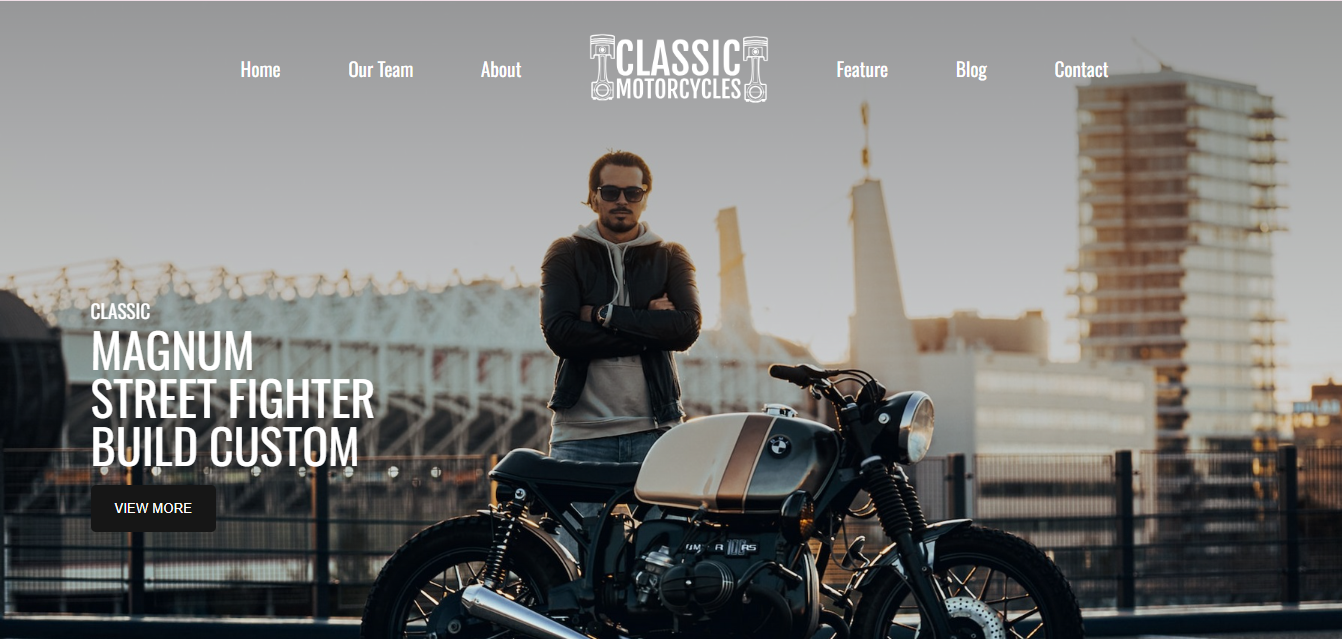 Home Our Team About CLASSIC Feature Blog Contact
MOTORCYCLES
CLASSIC
MAGNUM
STREET FIGHTER
BUILD CUSTOM
VIEW MORE